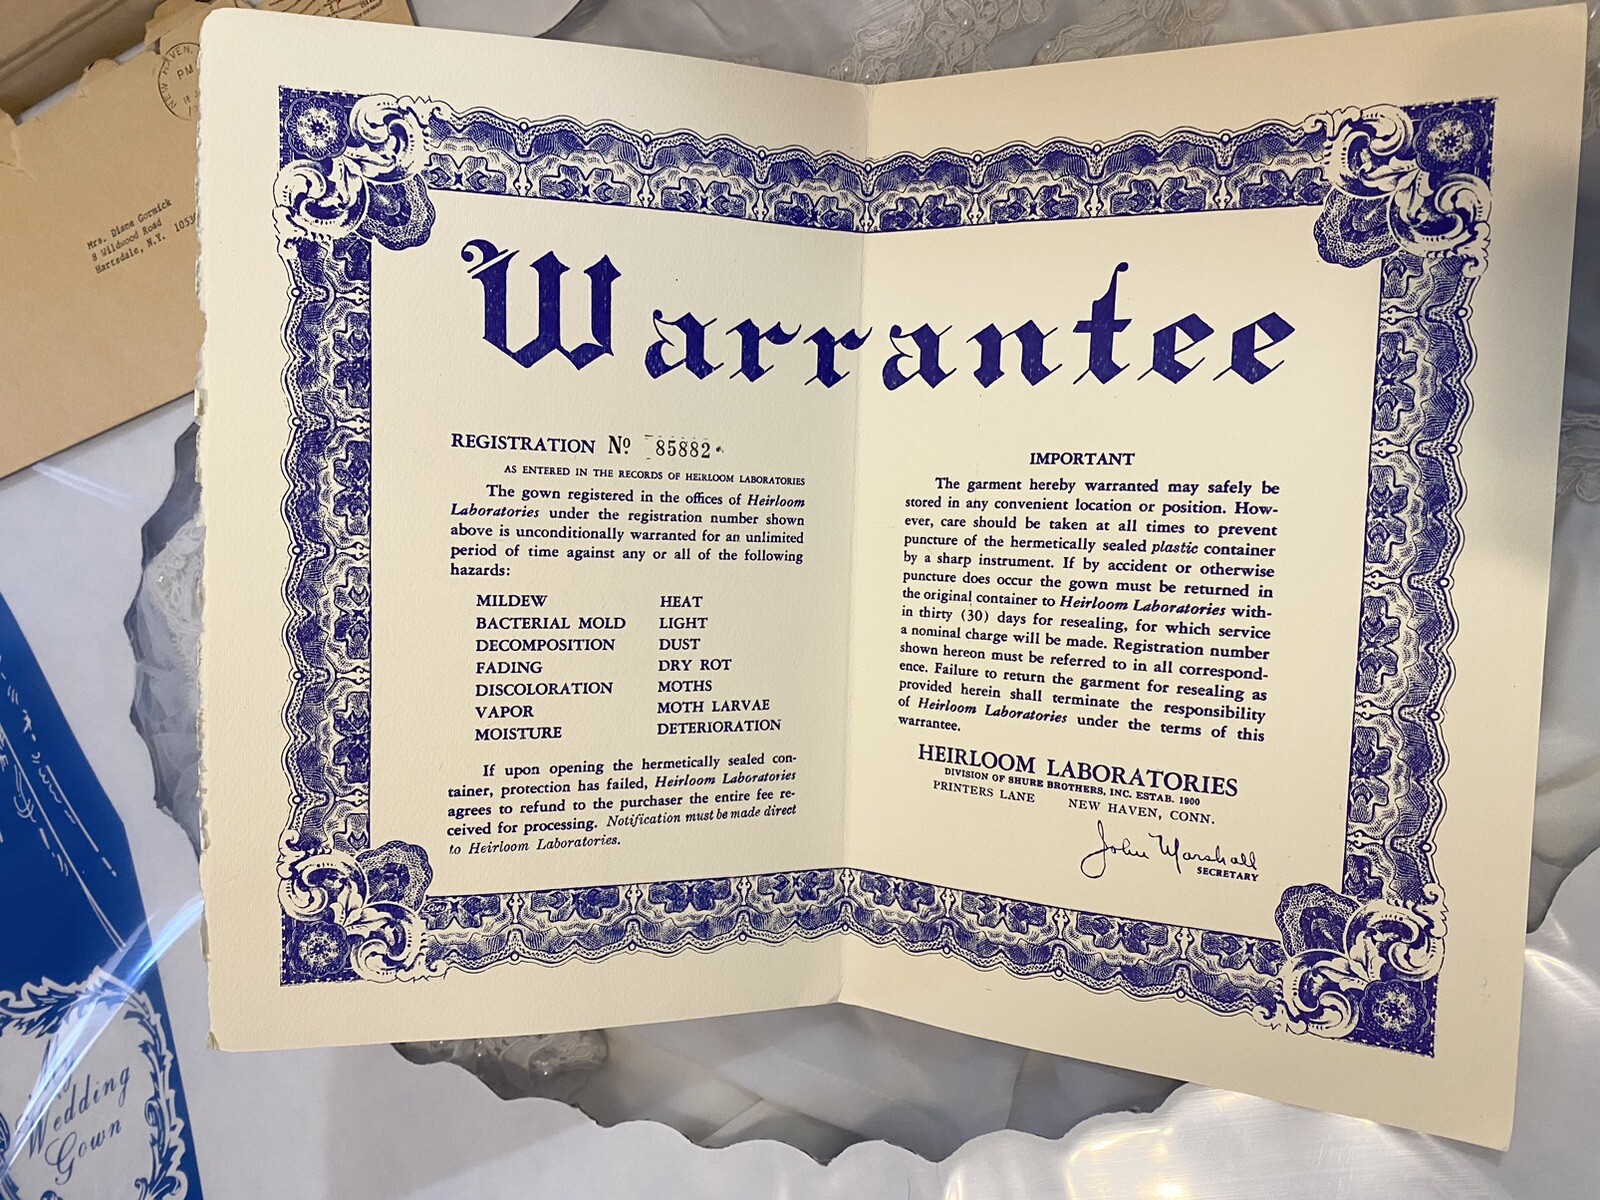 NEW HAVEN,
PM
18
Mrs. Diane Gormick
8 Wildwood Road
Hartsdale, N.Y. 1053
Warrantee
REGISTRATION Nº 85882
AS ENTERED IN THE RECORDS OF HEIRLOOM LABORATORIES
The gown registered in the offices of Heirloom
Laboratories under the registration number shown
above is unconditionally warranted for an unlimited
period of time against any or all of the following
hazards:
MILDEW
BACTERIAL MOLD
DECOMPOSITION
FADING
DISCOLORATION
VAPOR
MOISTURE
HEAT
LIGHT
DUST
DRY ROT
MOTHS
MOTH LARVAE
DETERIORATION
If upon opening the hermetically sealed con-
tainer, protection has failed, Heirloom Laboratories
agrees to refund to the purchaser the entire fee re-
ceived for processing. Notification must be made direct
to Heirloom Laboratories.
IMPORTANT
The garment hereby warranted may safely be
stored in any convenient location or position. How-
ever, care should be taken at all times to prevent
puncture of the hermetically sealed plastic container
by a sharp instrument. If by accident or otherwise
puncture does occur the gown must be returned in
the original container to Heirloom Laboratories with-
in thirty (30) days for resealing, for which service
a nominal charge will be made. Registration number
shown hereon must be referred to in all correspond-
ence. Failure to return the garment for resealing as
provided herein shall terminate the responsibility
of Heirloom Laboratories under the terms of this
warrantee.
HEIRLOOM LABORATORIES
DIVISION OF SHURE BROTHERS, INC. ESTAB. 1900
PRINTERS LANE NEW HAVEN, CONN.
John Marshall
SECRETARY
My
Wedding
Gown